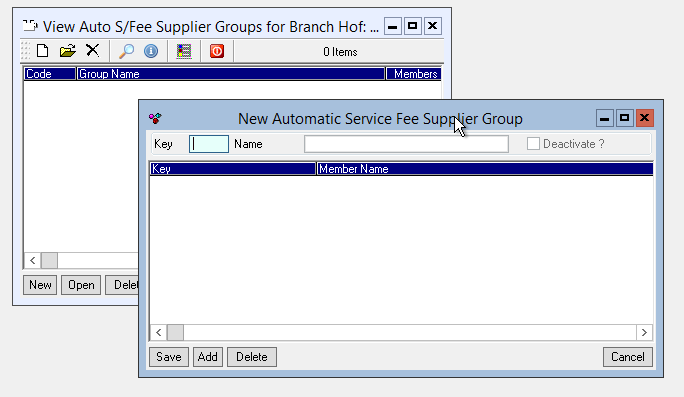 View Auto S/Fee Supplier Groups for Branch Hof: ...
0 Items
Code Group Name Members
New Open
New Automatic Service Fee Supplier Group
Key Name Deactivate ?
Key Member Name
Save Add Delete Cancel